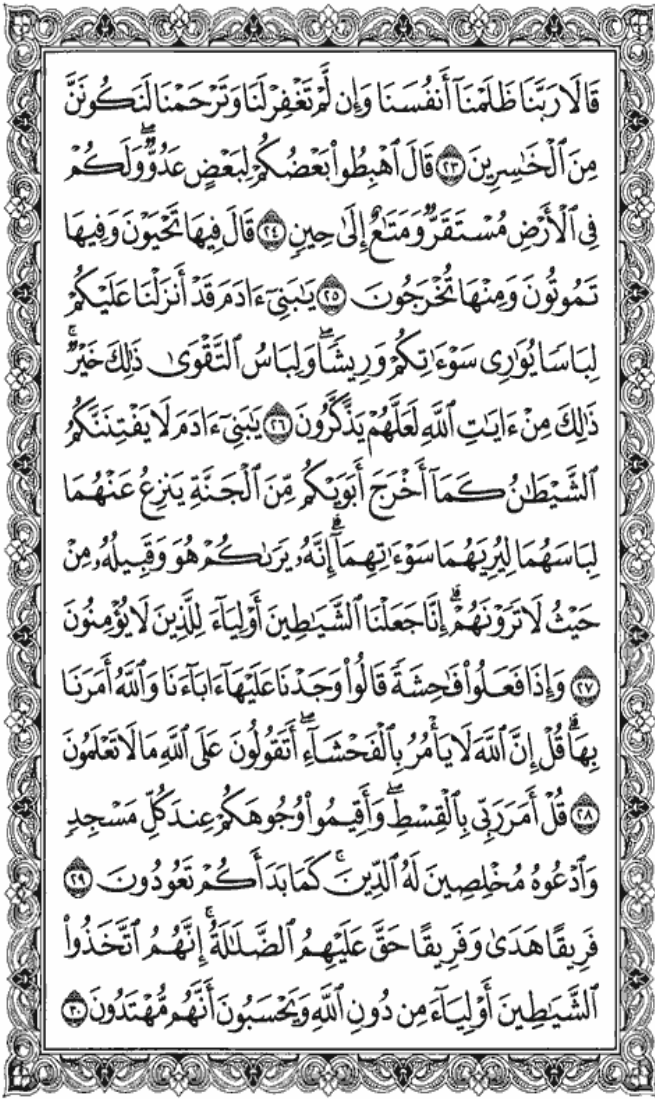 قَالَا رَبَّنَا ظَلَمْنَآ أَنفُسَنَا وَإِن لَّمْ تَغْفِرْ لَنَا وَتَرْحَمْنَا لَنَكُونَنَّ
مِنَ ٱلْخَٰسِرِينَ ٢٣ قَالَ ٱهْبِطُوا۟ بَعْضُكُمْ لِبَعْضٍ عَدُوٌّ ۖ وَلَكُمْ
فِى ٱلْأَرْضِ مُسْتَقَرٌّ وَمَتَٰعٌ إِلَىٰ حِينٍ ٢٤ قَالَ فِيهَا تَحْيَوْنَ وَفِيهَا
تَمُوتُونَ وَمِنْهَا تُخْرَجُونَ ٢٥ يَٰبَنِىٓ ءَادَمَ قَدْ أَنزَلْنَا عَلَيْكُمْ
لِبَاسًا يُوَٰرِى سَوْءَٰتِكُمْ وَرِيشًا ۖ وَلِبَاسُ ٱلتَّقْوَىٰ ذَٰلِكَ خَيْرٌ ۚ
ذَٰلِكَ مِنْ ءَايَٰتِ ٱللَّهِ لَعَلَّهُمْ يَذَّكَّرُونَ ٢٦ يَٰبَنِىٓ ءَادَمَ لَا يَفْتِنَنَّكُمُ
ٱلشَّيْطَٰنُ كَمَآ أَخْرَجَ أَبَوَيْكُم مِّنَ ٱلْجَنَّةِ يَنزِعُ عَنْهُمَا
لِبَاسَهُمَا لِيُرِيَهُمَا سَوْءَٰتِهِمَآ ۗ إِنَّهُۥ يَرَىٰكُمْ هُوَ وَقَبِيلُهُۥ مِنْ
حَيْثُ لَا تَرَوْنَهُمْ ۗ إِنَّا جَعَلْنَا ٱلشَّيَٰطِينَ أَوْلِيَآءَ لِلَّذِينَ لَا يُؤْمِنُونَ
٢٧ وَإِذَا فَعَلُوا۟ فَٰحِشَةً قَالُوا۟ وَجَدْنَا عَلَيْهَآ ءَابَآءَنَا وَٱللَّهُ أَمَرَنَا
بِهَا ۗ قُلْ إِنَّ ٱللَّهَ لَا يَأْمُرُ بِٱلْفَحْشَآءِ ۖ أَتَقُولُونَ عَلَى ٱللَّهِ مَا لَا تَعْلَمُونَ
٢٨ قُلْ أَمَرَ رَبِّى بِٱلْقِسْطِ ۖ وَأَقِيمُوا۟ وُجُوهَكُمْ عِندَ كُلِّ مَسْجِدٍ
وَٱدْعُوهُ مُخْلِصِينَ لَهُ ٱلدِّينَ ۚ كَمَا بَدَأَكُمْ تَعُودُونَ ٢٩
فَرِيقًا هَدَىٰ وَفَرِيقًا حَقَّ عَلَيْهِمُ ٱلضَّلَٰلَةُ ۗ إِنَّهُمُ ٱتَّخَذُوا۟
ٱلشَّيَٰطِينَ أَوْلِيَآءَ مِن دُونِ ٱللَّهِ وَيَحْسَبُونَ أَنَّهُم مُّهْتَدُونَ ٣٠